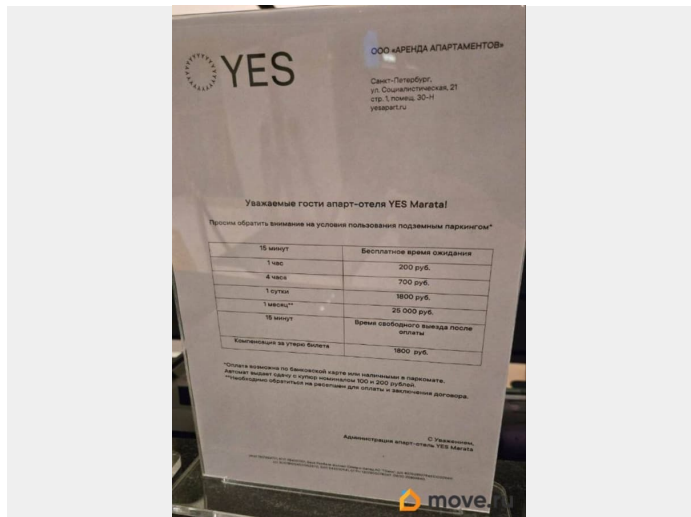 YES
ООО «АРЕНДА АПАРТАМЕНТОВ»
Санкт-Петербург,
ул. Социалистическая, 21
стр. 1, помещ. 30-Н
yesapart.ru
Уважаемые гости апарт-отеля YES Marata!
Просим обратить внимание на условия пользования подземным паркингом*
15 минут Бесплатное время ожидания
1 час 200 руб.
4 часа 700 руб.
1 сутки 1800 руб.
1 месяц** 25 000 руб.
15 минут Время свободного выезда после
оплаты
Компенсация за утерю билета 1800 руб.
*Оплата возможна по банковской карте или наличными в паркомате.
Автомат выдает сдачу с купюр номиналом 100 и 200 рублей.
**Необходимо обратиться на ресепшен для оплаты и заключения договора.
С Уважением,
Администрация апарт-отель YES Marata
move.ru